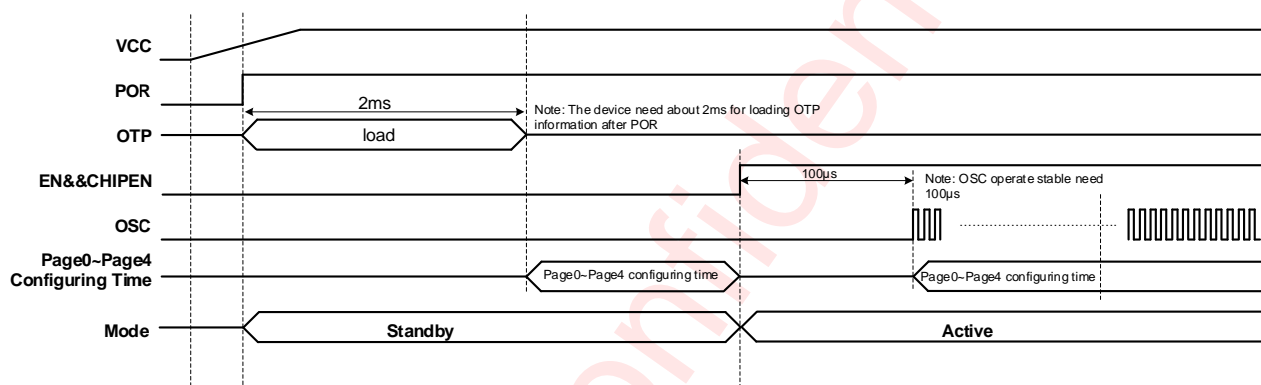 VCC
POR
2ms
Note: The device need about 2ms for loading OTP
information after POR
OTP
load
EN&&CHIPEN
100µs
Note: OSC operate stable need
100µs
OSC
Page0~Page4
Configuring Time
Page0~Page4 configuring time
Page0~Page4 configuring time
Mode
Standby
Active
onfiden